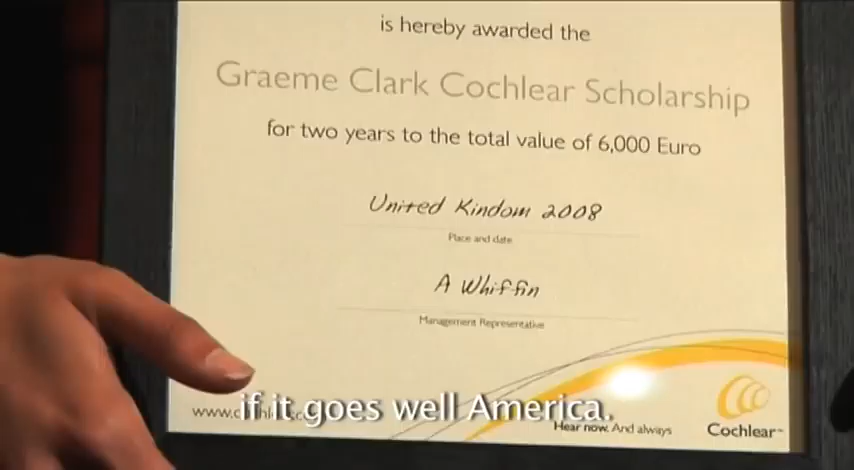 is hereby awarded the
Graeme Clark Cochlear Scholarship
for two years to the total value of 6,000 Euro
United Kindom 2008
Place and date
A Whiffin
Management Representative
if it goes well America.
Hear now. And always
Cochlear™